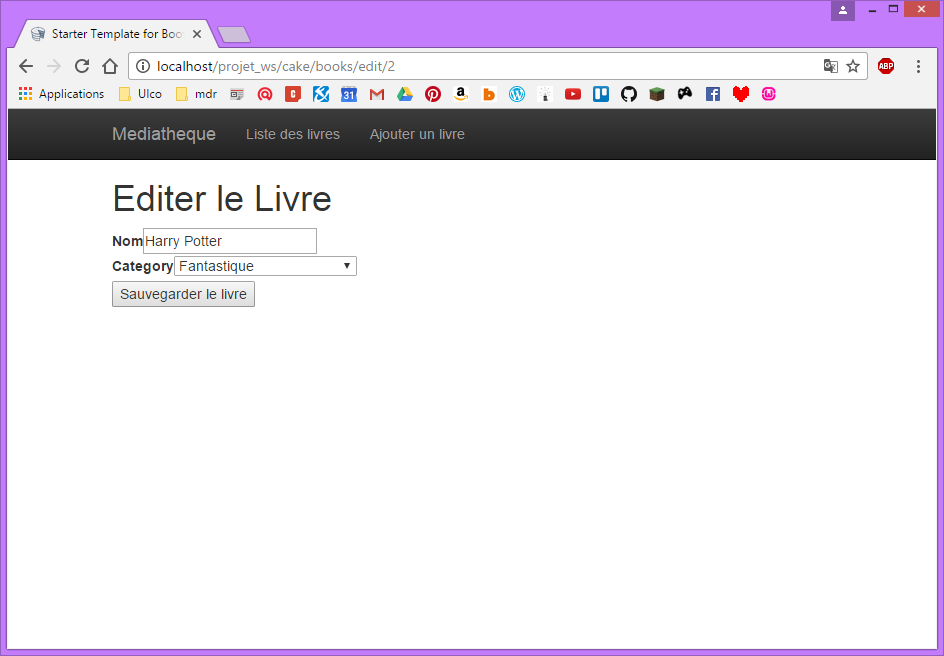 Starter Template for Boo
localhost/projet_ws/cake/books/edit/2
ABP
Applications Ulco mdr 31
Mediatheque Liste des livres Ajouter un livre
Editer le Livre
Nom Harry Potter
Category Fantastique
Sauvegarder le livre